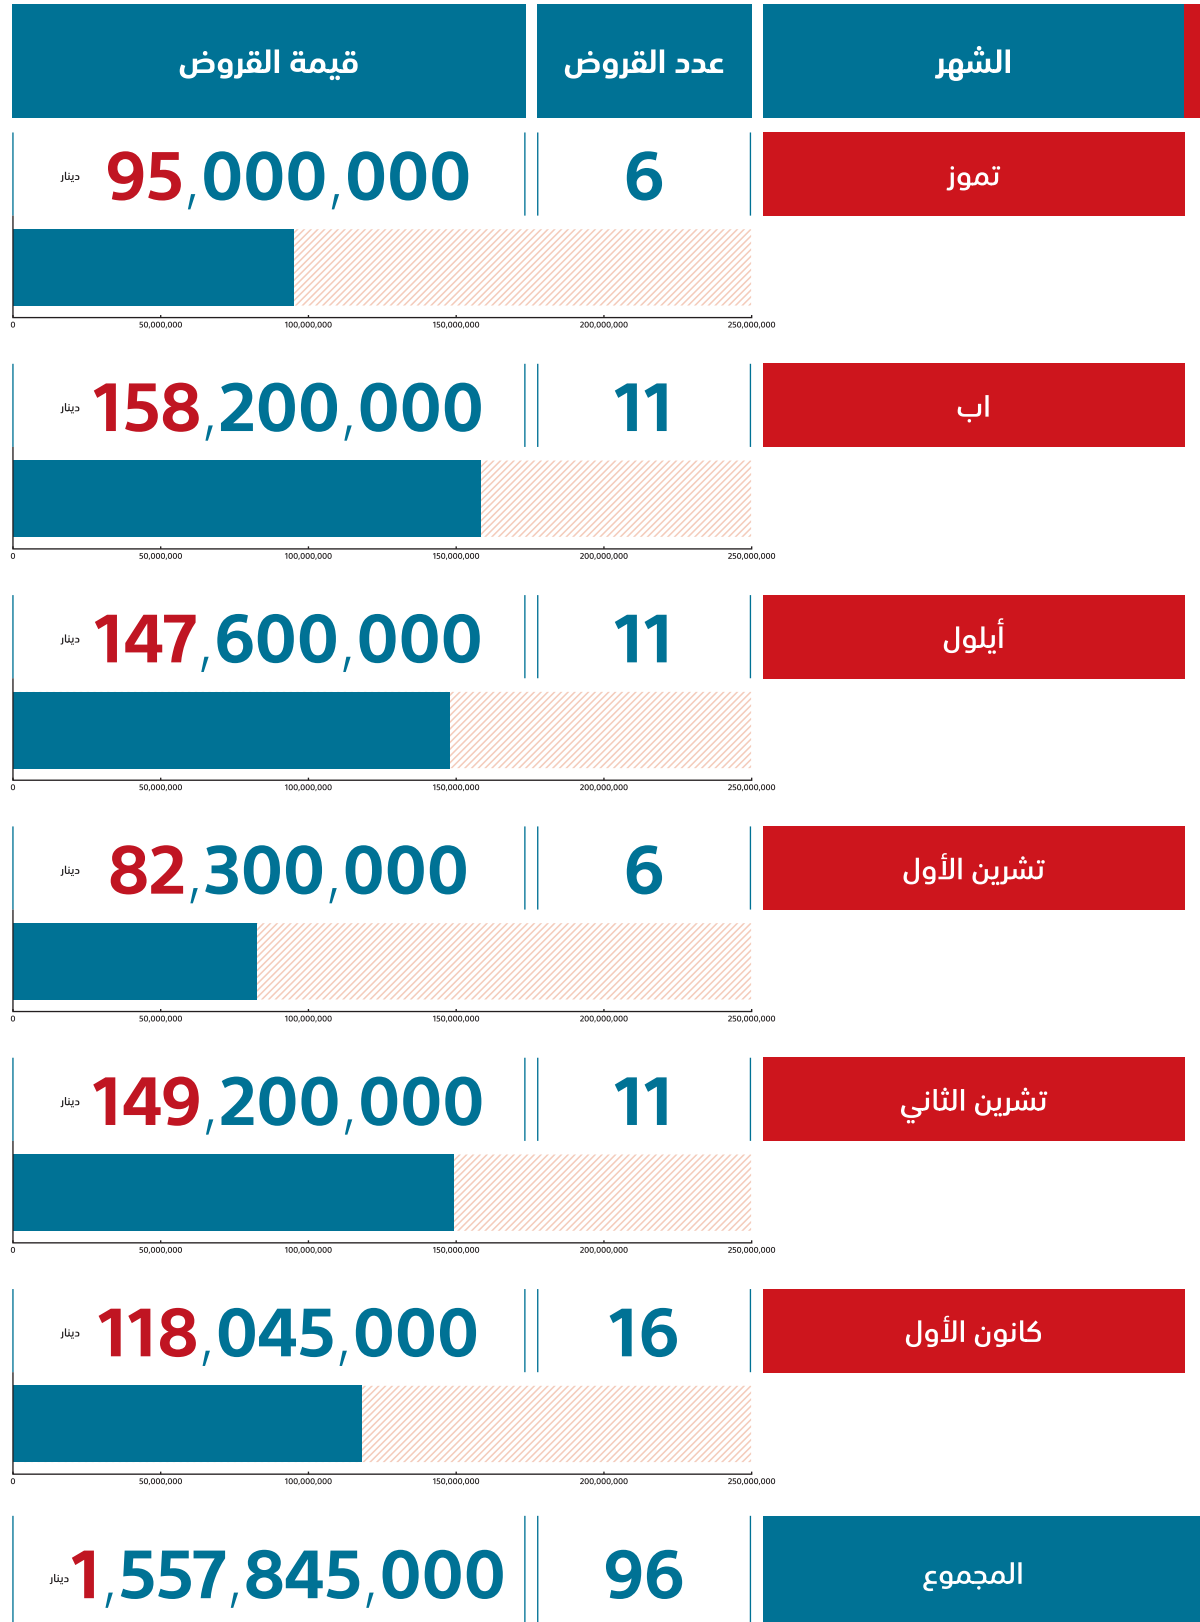 الشهر عدد القروض قيمة القروض
تموز 6 95,000,000 دينار
0 50,000,000 100,000,000 150,000,000 200,000,000 250,000,000
اب 11 158,200,000 دينار
0 50,000,000 100,000,000 150,000,000 200,000,000 250,000,000
أيلول 11 147,600,000 دينار
0 50,000,000 100,000,000 150,000,000 200,000,000 250,000,000
تشرين الأول 6 82,300,000 دينار
0 50,000,000 100,000,000 150,000,000 200,000,000 250,000,000
تشرين الثاني 11 149,200,000 دينار
0 50,000,000 100,000,000 150,000,000 200,000,000 250,000,000
كانون الأول 16 118,045,000 دينار
0 50,000,000 100,000,000 150,000,000 200,000,000 250,000,000
المجموع 96 1,557,845,000 دينار